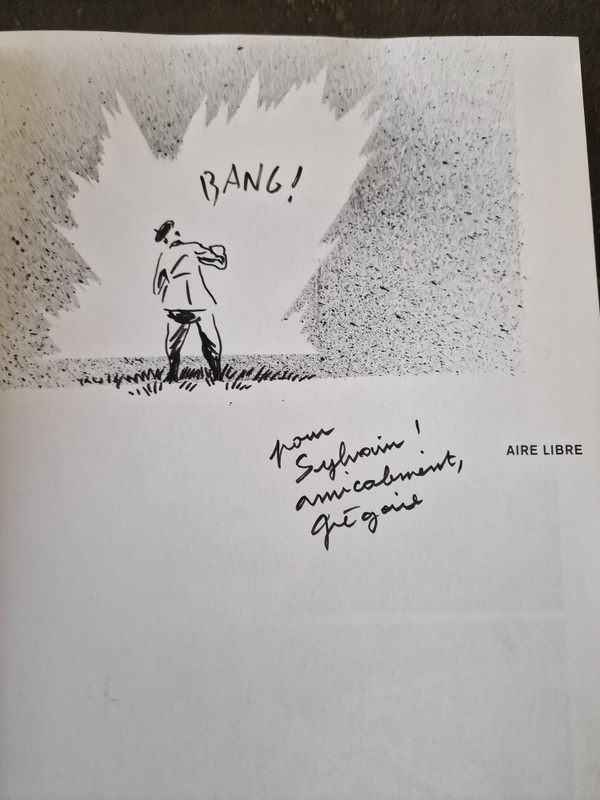 BANG!
pour
Sylvain !
AIRE LIBRE
amicalement,
Grégoire